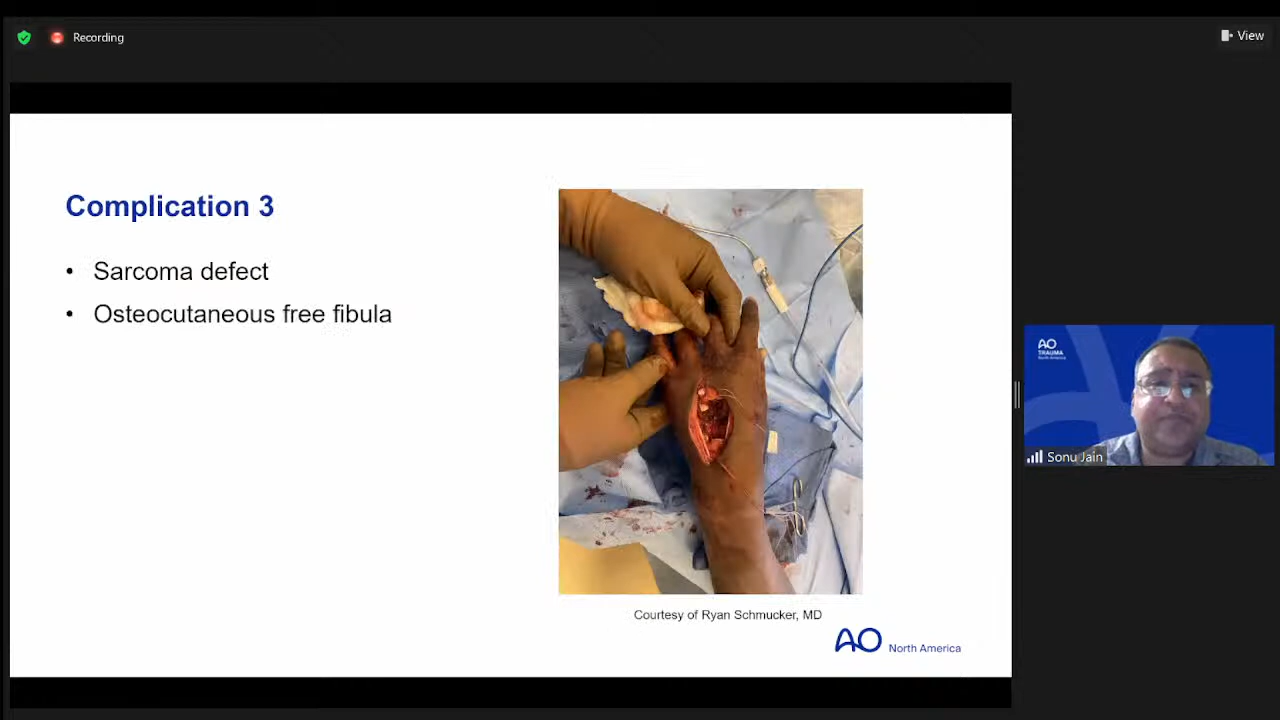 Recording
View
Complication 3
• Sarcoma defect
• Osteocutaneous free fibula
Courtesy of Ryan Schmucker, MD
AO North America
AO
TRAUMA
North America
Sonu Jain